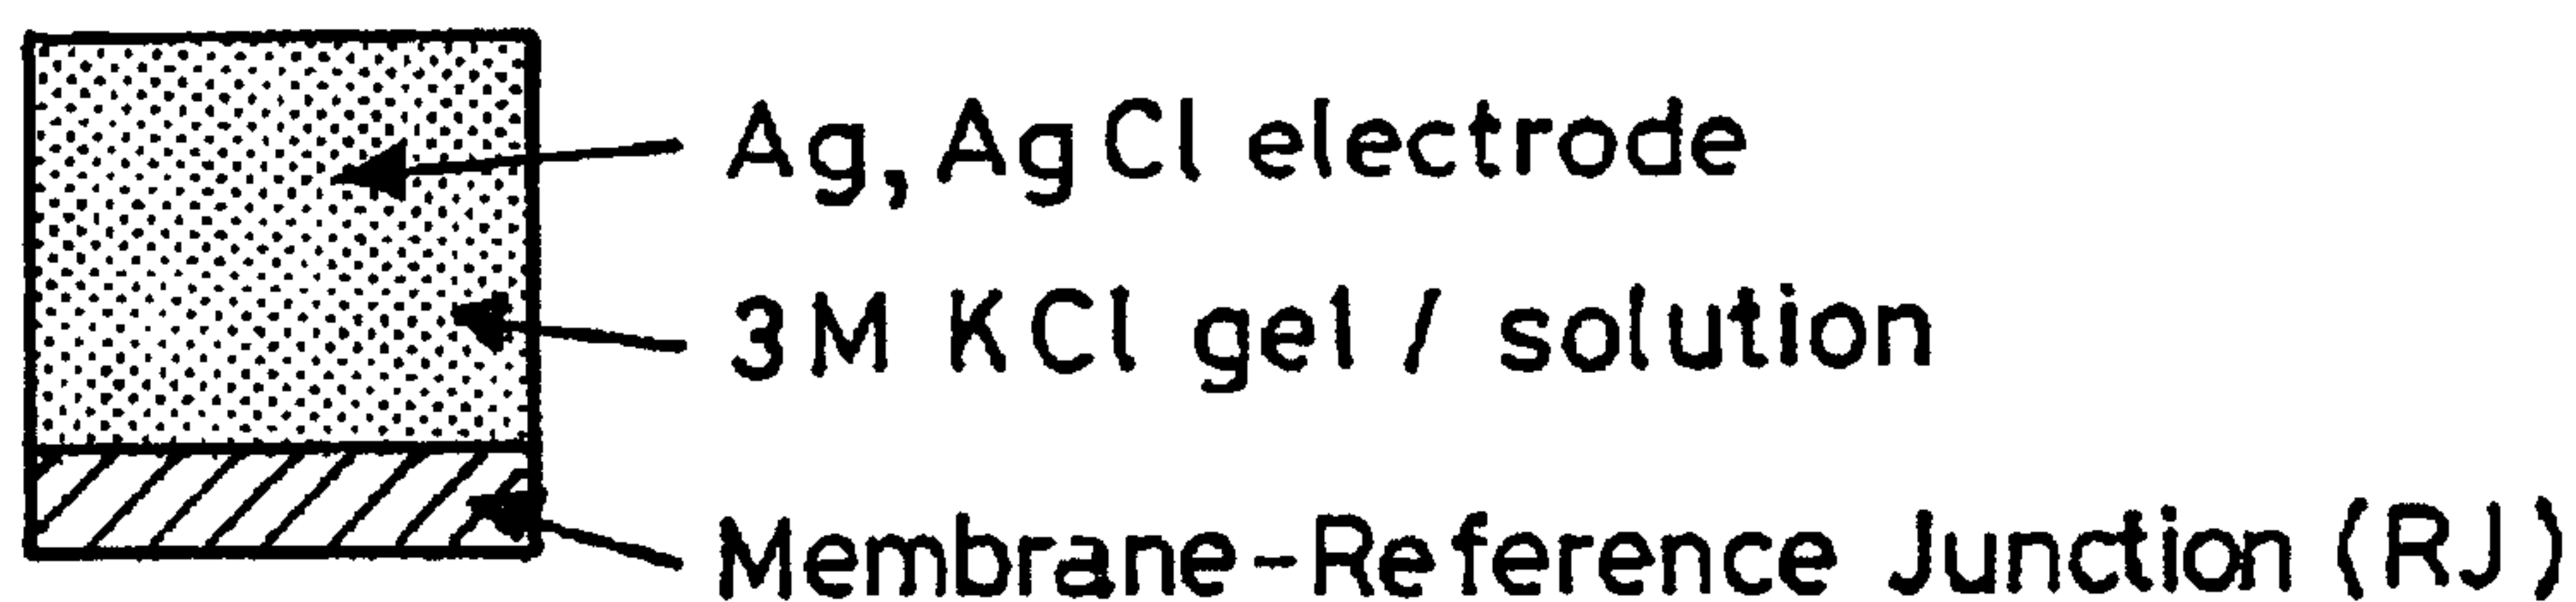 Ag, AgCl electrode
3M KCl gel / solution
Membrane-Reference Junction (RJ)